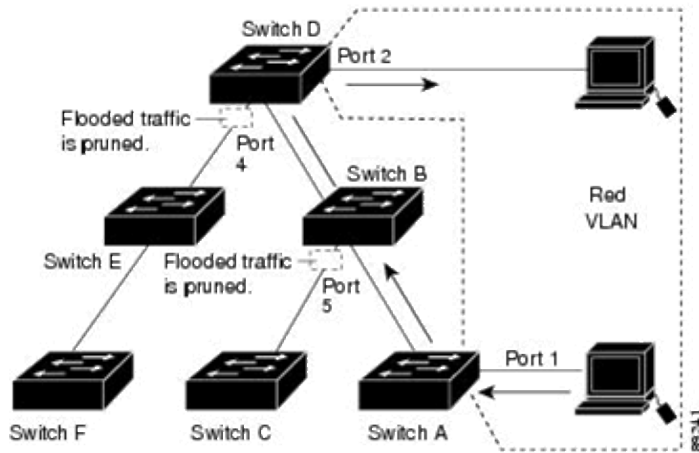 Switch D
Port 2
Flooded traffic
is pruned.
Port
4
Switch B
Red
VLAN
Switch E
Flooded traffic
is pruned.
Port
5
Port 1
Switch F
Switch C
Switch A